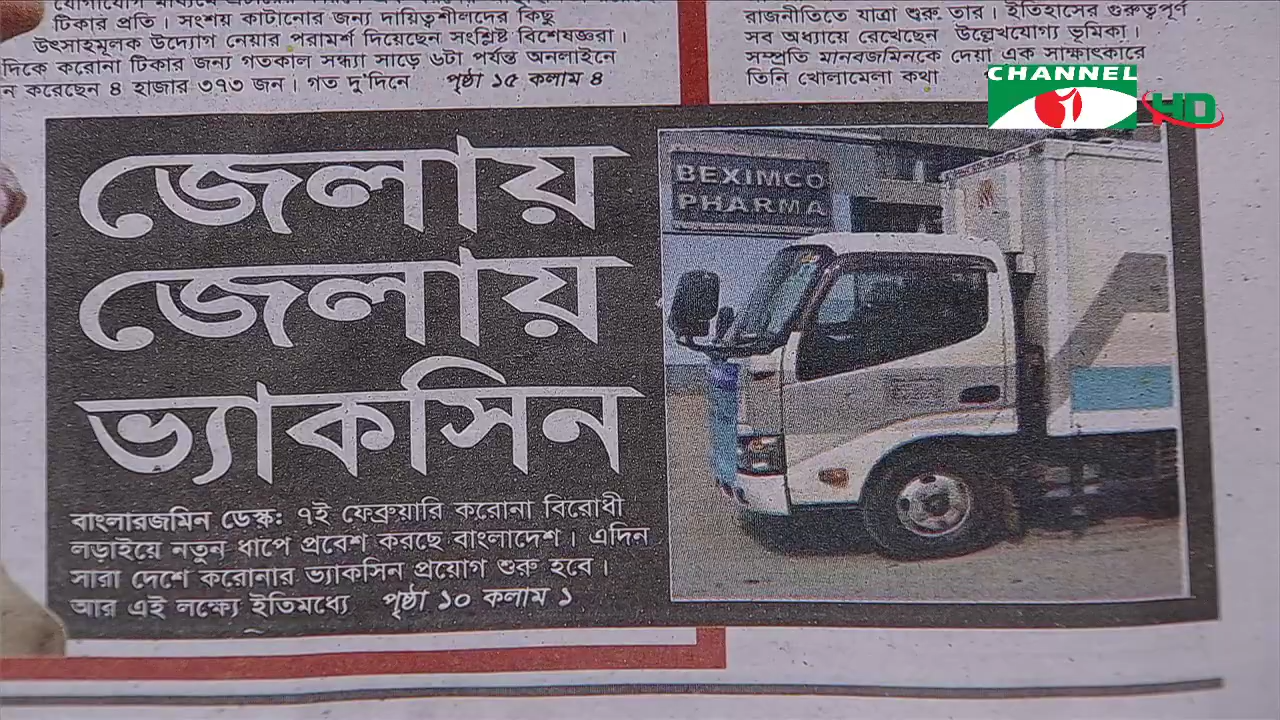 টিকার প্রতি। সংশয় কাটানোর জন্য দায়িত্বশীলদের কিছু
উৎসাহমূলক উদ্যোগ নেয়ার পরামর্শ দিয়েছেন সংশ্লিষ্ট বিশেষজ্ঞরা।
দিকে করোনা টিকার জন্য গতকাল সন্ধ্যা সাড়ে ৬টা পর্যন্ত অনলাইনে
ন করেছেন ৪ হাজার ৩৭৩ জন। গত দু'দিনে পৃষ্ঠা ১৫ কলাম ৪
রাজনীতিতে যাত্রা শুরু তার। ইতিহাসের গুরুত্বপূর্ণ
সব অধ্যায়ে রেখেছেন উল্লেখযোগ্য ভূমিকা।
সম্প্রতি মানবজমিনকে দেয়া এক সাক্ষাৎকারে
তিনি খোলামেলা কথা
CHANNEL
i HD
জেলায়
জেলায়
ভ্যাকসিন
বাংলারজমিন ডেস্ক: ৭ই ফেব্রুয়ারি করোনা বিরোধী
লড়াইয়ে নতুন ধাপে প্রবেশ করছে বাংলাদেশ। এদিন
সারা দেশে করোনার ভ্যাকসিন প্রয়োগ শুরু হবে।
আর এই লক্ষ্যে ইতিমধ্যে পৃষ্ঠা ১০ কলাম ১
BEXIMCO
PHARMA